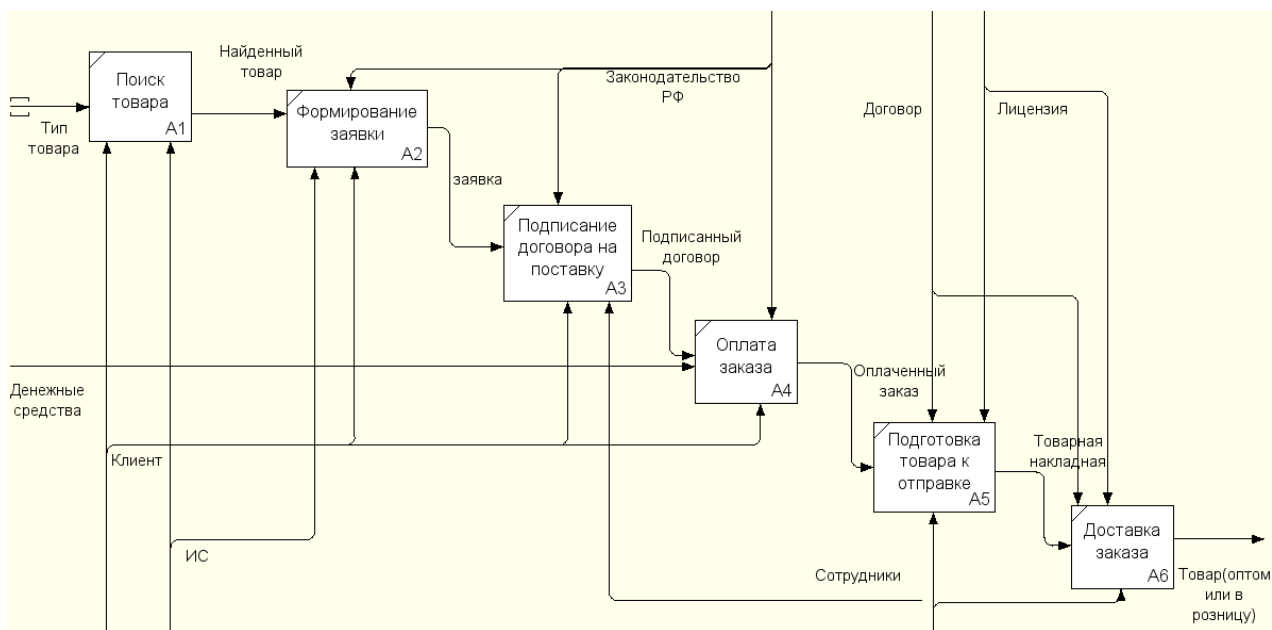 Найденный
товар
Поиск
товара
A1
Тип
товара
Формирование
заявки
A2
Законодательство
РФ
Договор
Лицензия
заявка
Подписание
договора на
поставку
A3
Подписанный
договор
Оплата
заказа
A4
Денежные
средства
Оплаченный
заказ
Клиент
Подготовка
товара к
отправке
A5
Товарная
накладная
ИС
Сотрудники
Доставка
заказа
A6
Товар(оптом
или в
розницу)